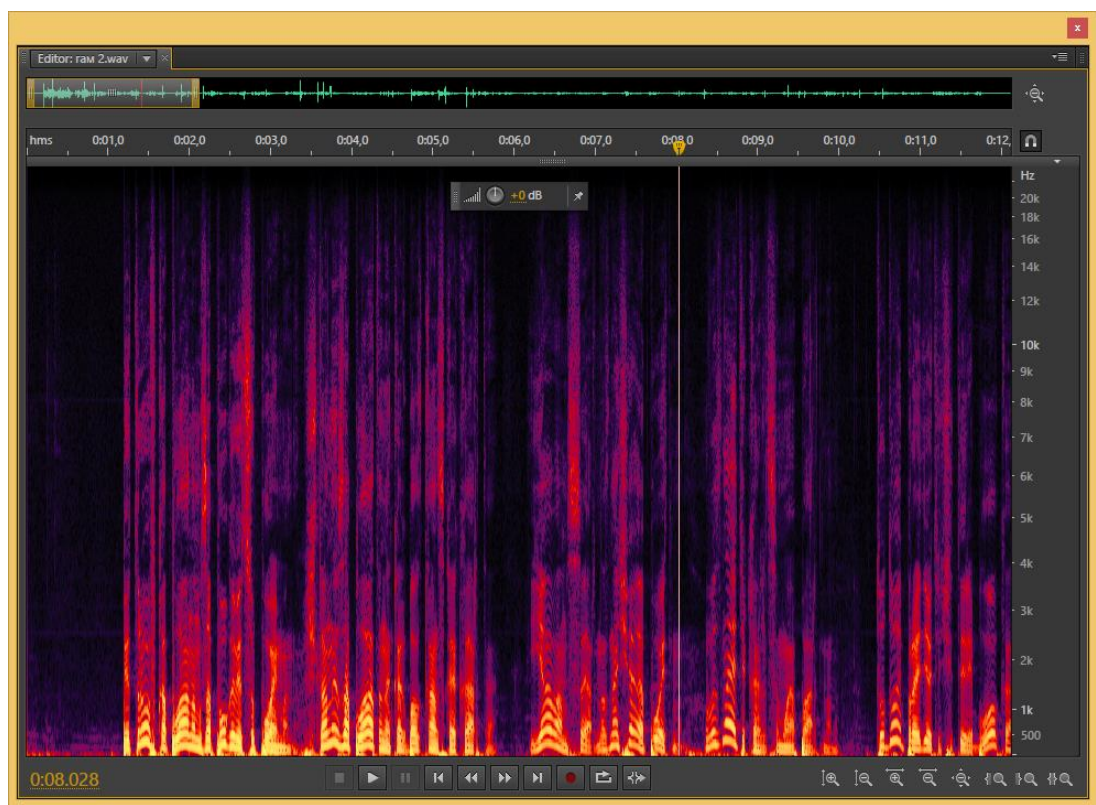 x
Editor: гам 2.wav
hms 0:01,0 0:02,0 0:03,0 0:04,0 0:05,0 0:06,0 0:07,0 0:08,0 0:09,0 0:10,0 0:11,0 0:12,
Hz
+0 dB
20k
18k
16k
14k
12k
10k
9k
8k
7k
6k
5k
4k
3k
2k
1k
500
0:08.028